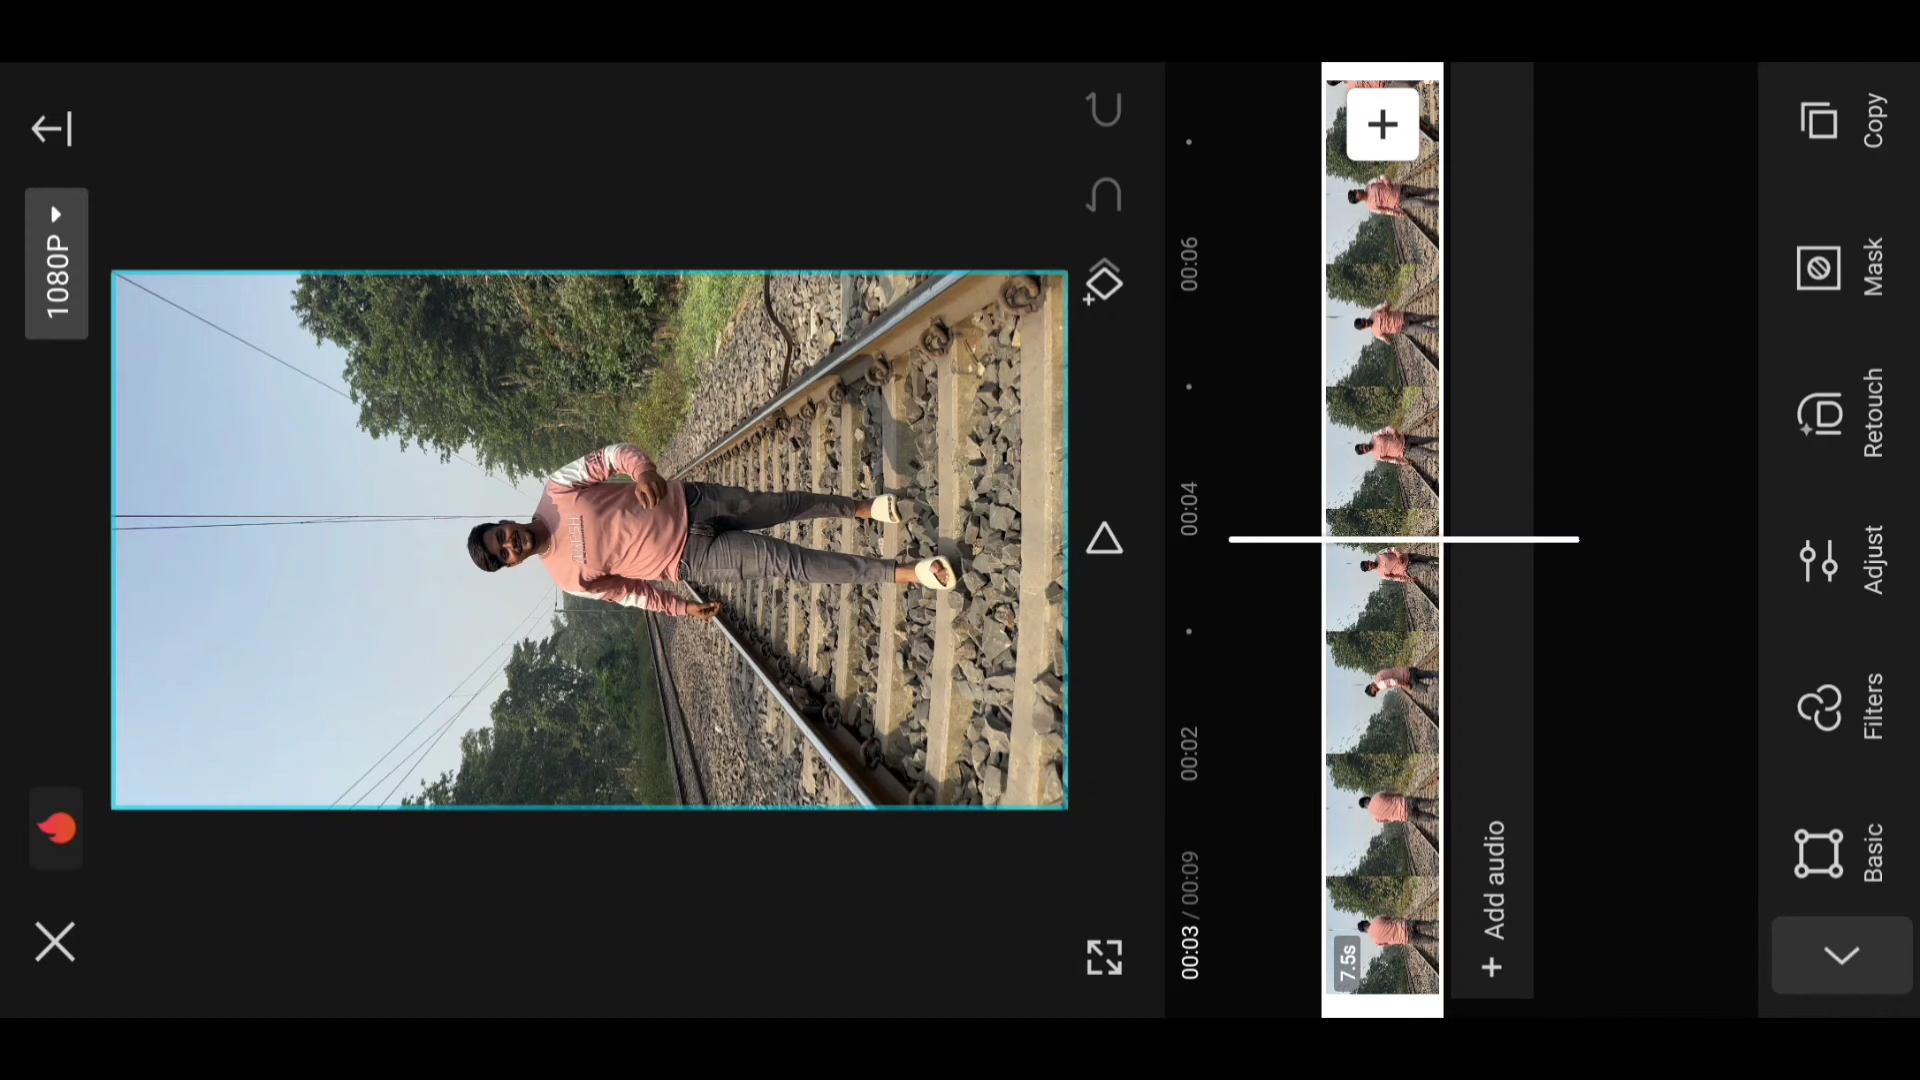 1080P
00:03 / 00:09
00:02
00:04
00:06
7.5s
+ Add audio
Basic
Filters
Adjust
Retouch
Mask
Copy